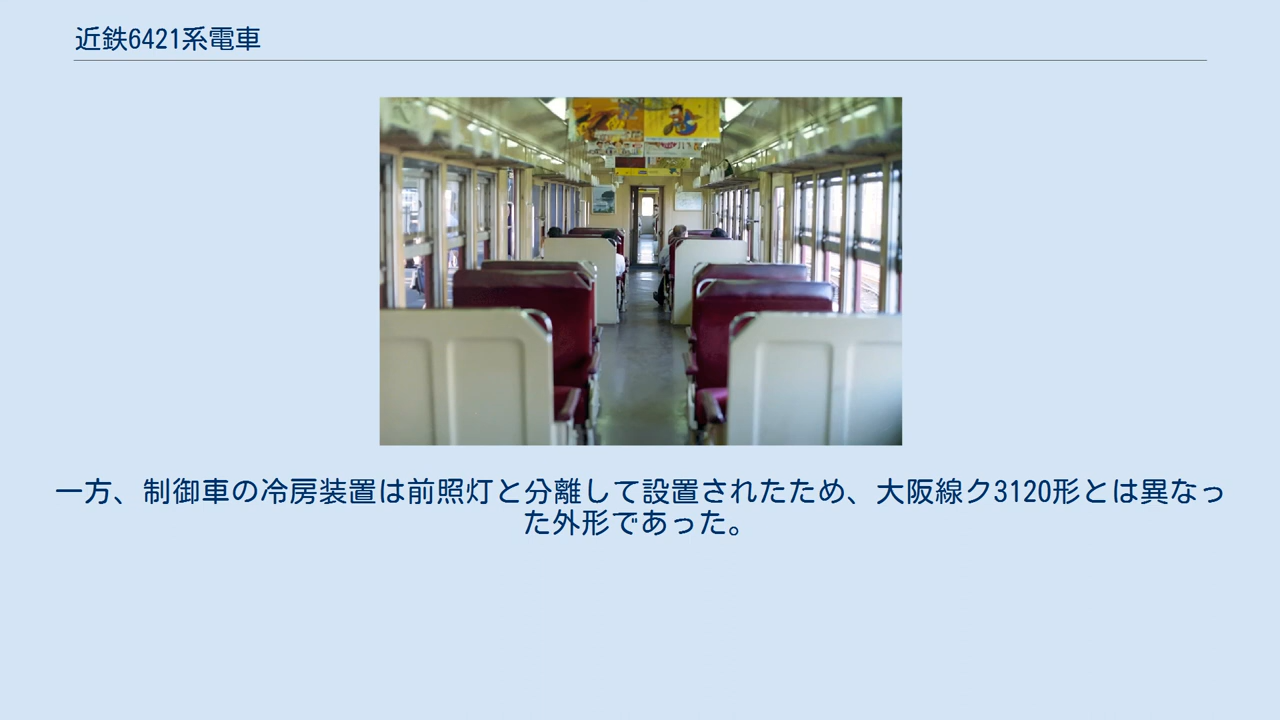 近鉄6421系電車
一方、制御車の冷房装置は前照灯と分離して設置されたため、大阪線ク3120形とは異なっ
た外形であった。